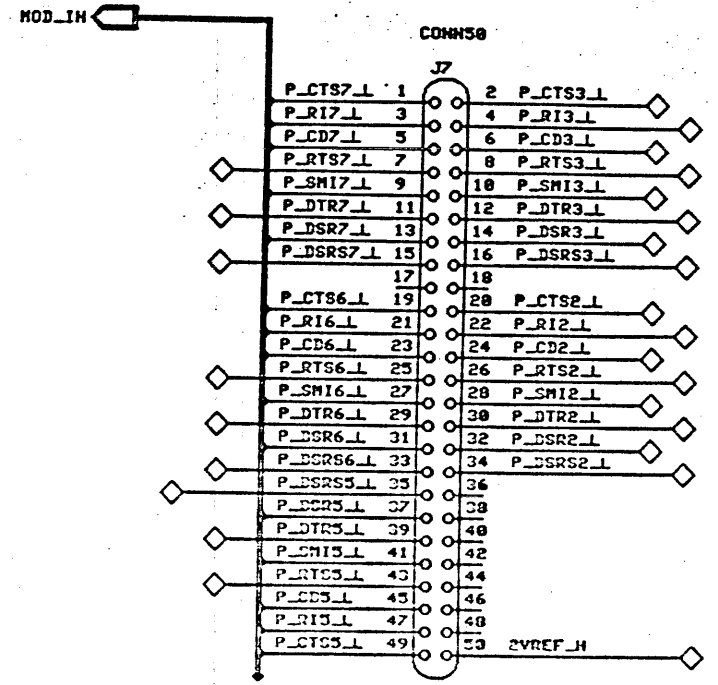 MOD_IH
CONN50
J7
P_CTS7_L 1 2 P_CTS3_L
P_RI7_L 3 4 P_RI3_L
P_CD7_L 5 6 P_CD3_L
P_RTS7_L 7 8 P_RTS3_L
P_SMI7_L 9 10 P_SMI3_L
P_DTR7_L 11 12 P_DTR3_L
P_DSR7_L 13 14 P_DSR3_L
P_DSRS7_L 15 16 P_DSRS3_L
17 18
P_CTS6_L 19 20 P_CTS2_L
P_RI6_L 21 22 P_RI2_L
P_CD6_L 23 24 P_CD2_L
P_RTS6_L 25 26 P_RTS2_L
P_SMI6_L 27 28 P_SMI2_L
P_DTR6_L 29 30 P_DTR2_L
P_DSR6_L 31 32 P_DSR2_L
P_DSRS6_L 33 34 P_DSRS2_L
P_DSRS5_L 35 36
P_DSR5_L 37 38
P_DTR5_L 39 40
P_SMI5_L 41 42
P_RTS5_L 43 44
P_CD5_L 45 46
P_RI5_L 47 48
P_CTS5_L 49 50 2VREF_H